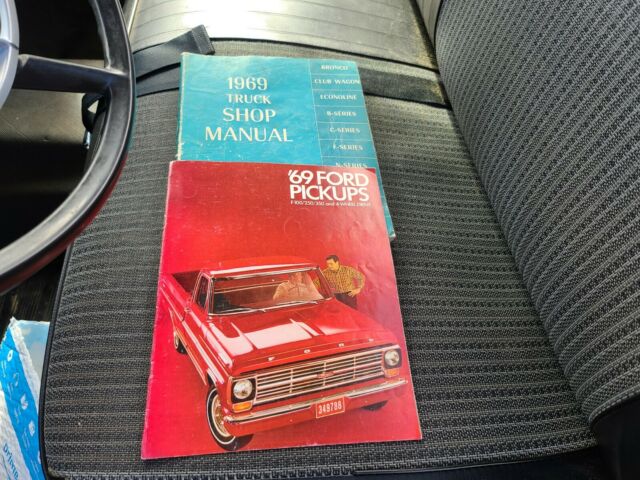 1969
TRUCK
SHOP
MANUAL
BRONCO
CLUB WAGON
ECONOLINE
B-SERIES
C-SERIES
F-SERIES
N-SERIES
'69 FORD
PICKUPS
F-100/250/350 and 4-WHEEL DRIVE
FORD
349788